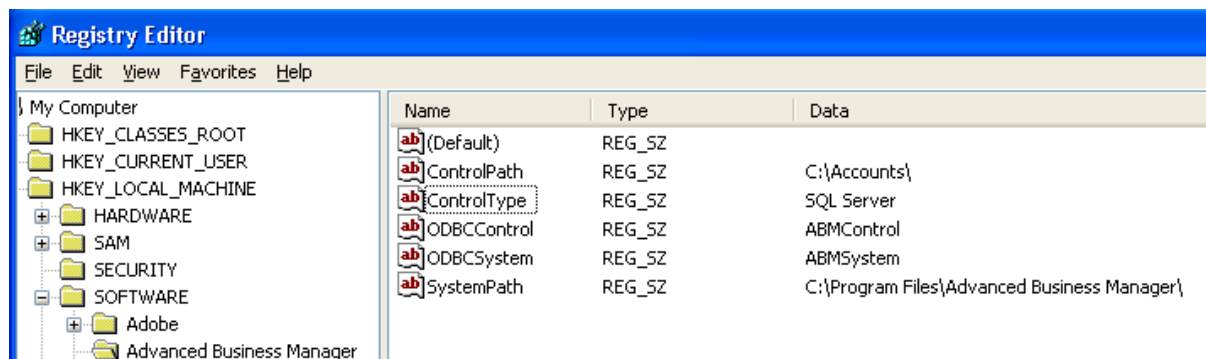 Registry Editor
File Edit View Favorites Help
My Computer
HKEY_CLASSES_ROOT
HKEY_CURRENT_USER
HKEY_LOCAL_MACHINE
HARDWARE
SAM
SECURITY
SOFTWARE
Adobe
Advanced Business Manager
Name Type Data
(Default) REG_SZ
ControlPath REG_SZ C:\Accounts\
ControlType REG_SZ SQL Server
ODBCControl REG_SZ ABMControl
ODBCSystem REG_SZ ABMSystem
SystemPath REG_SZ C:\Program Files\Advanced Business Manager\